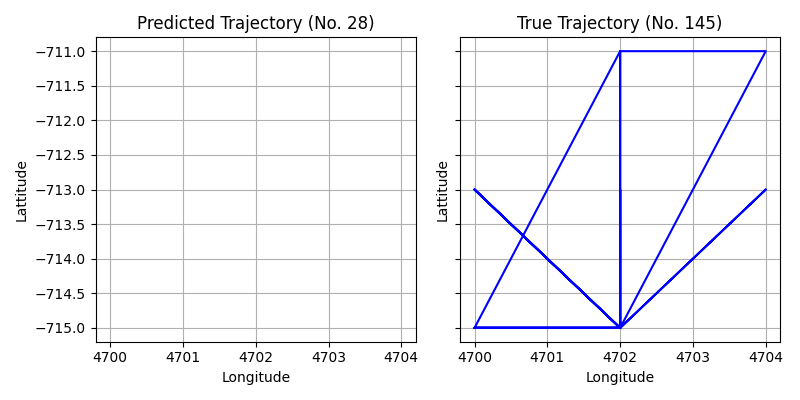 Predicted Trajectory (No. 28)
Lattitude
−711.0
−711.5
−712.0
−712.5
−713.0
−713.5
−714.0
−714.5
−715.0
4700 4701 4702 4703 4704
Longitude
True Trajectory (No. 145)
Lattitude
4700 4701 4702 4703 4704
Longitude